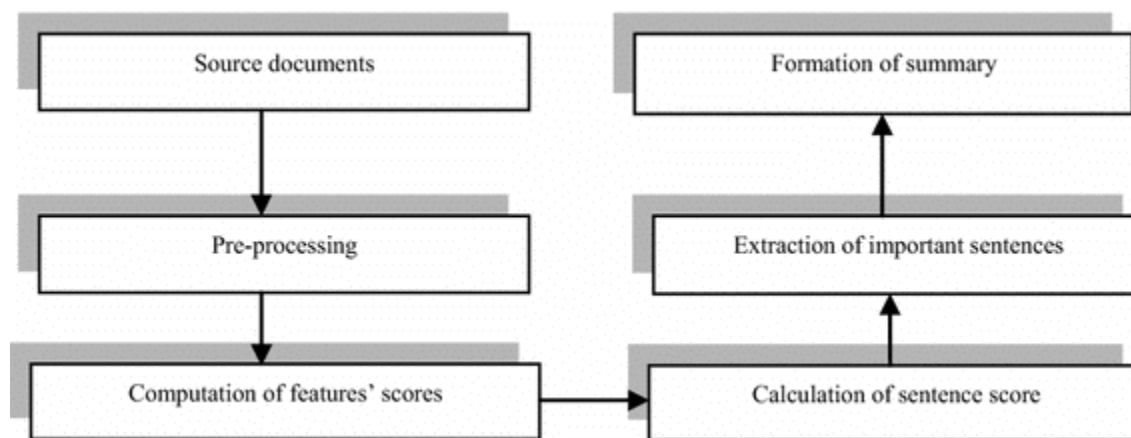 Source documents
Formation of summary
Pre-processing
Extraction of important sentences
Computation of features’ scores
Calculation of sentence score